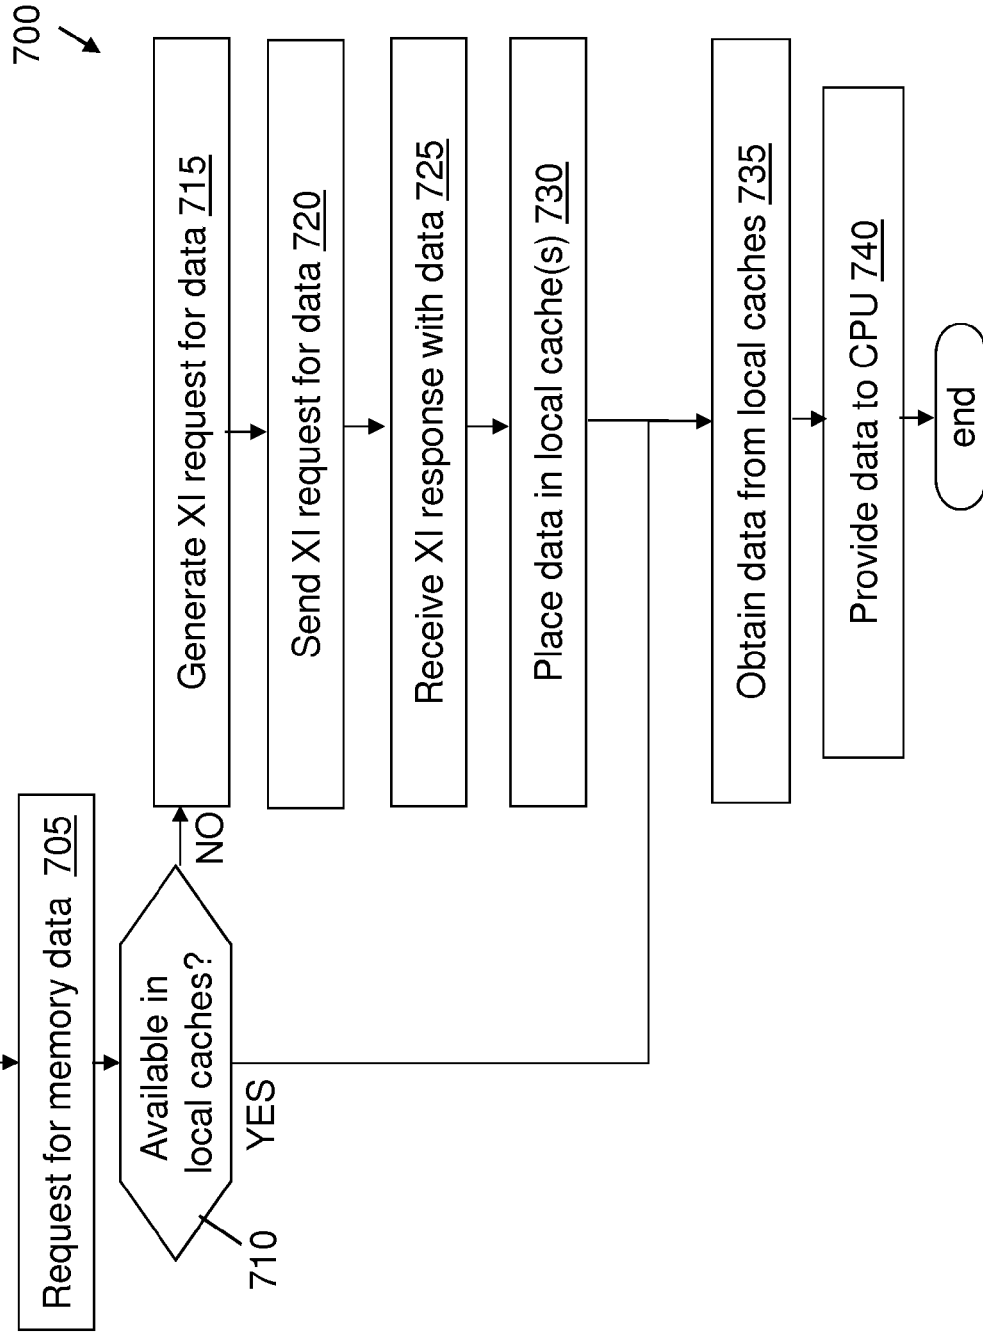 700
Request for memory data 705
Available in
local caches?
710
NO
YES
Generate XI request for data 715
Send XI request for data 720
Receive XI response with data 725
Place data in local cache(s) 730
Obtain data from local caches 735
Provide data to CPU 740
end